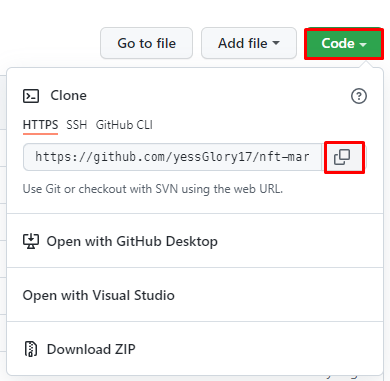 Go to file
Add file
Code
Clone
HTTPS SSH GitHub CLI
https://github.com/yessGlory17/nft-mar
Use Git or checkout with SVN using the web URL.
Open with GitHub Desktop
Open with Visual Studio
Download ZIP